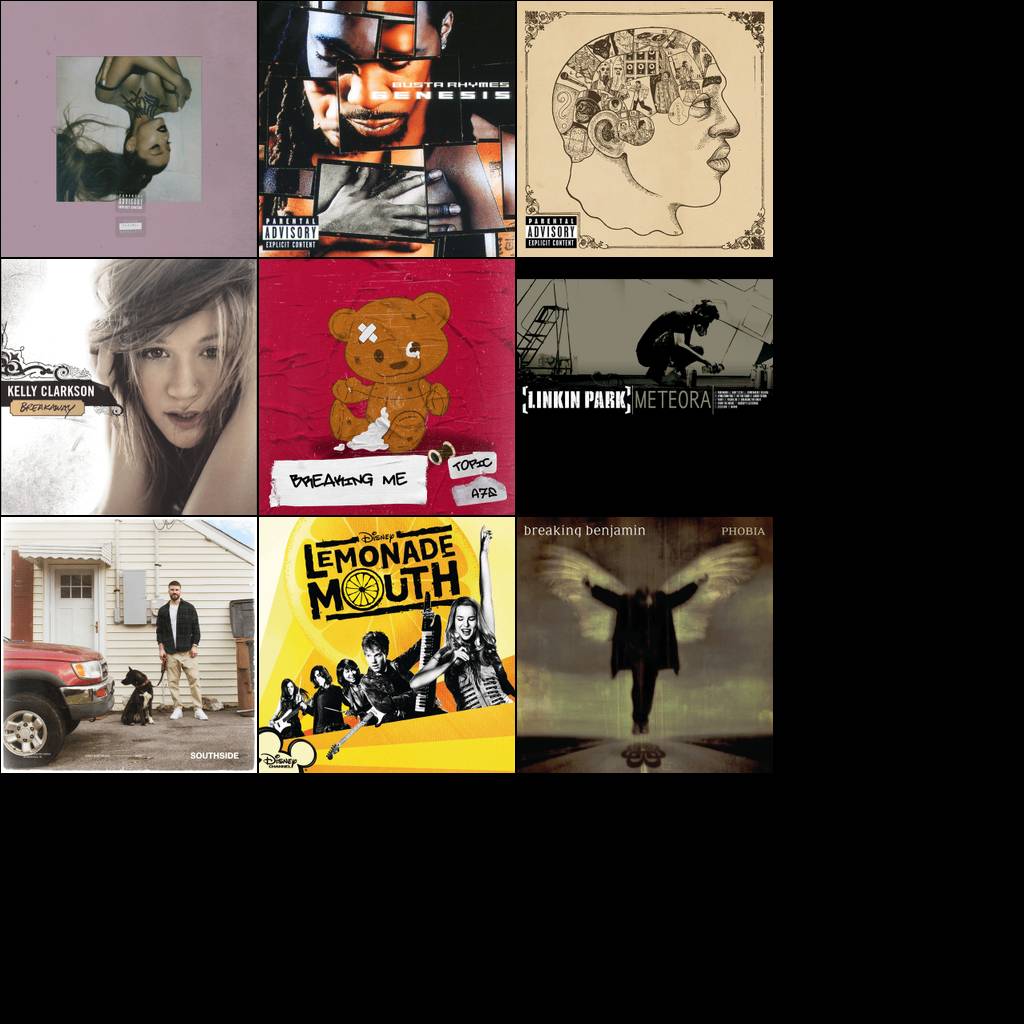 PARENTAL
ADVISORY
EXPLICIT CONTENT
BUSTA RHYMES
GENESIS
PARENTAL
ADVISORY
EXPLICIT CONTENT
PARENTAL
ADVISORY
EXPLICIT CONTENT
KELLY CLARKSON
BREAKAWAY
BREAKING ME
TOPIC
A7S
[LINKIN PARK]
METEORA
SOUTHSIDE
Disney
LEMONADE
MOUTH
Disney
CHANNEL
breaking benjamin
PHOBIA